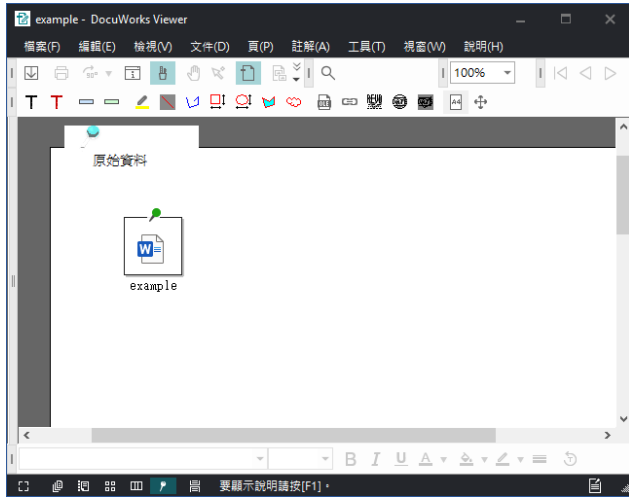 example - DocuWorks Viewer
檔案(F) 編輯(E) 檢視(V) 文件(D) 頁(P) 註解(A) 工具(T) 視窗(W) 說明(H)
100%
T T
A4
原始資料
W
example
B I U A
要顯示說明請按[F1]。